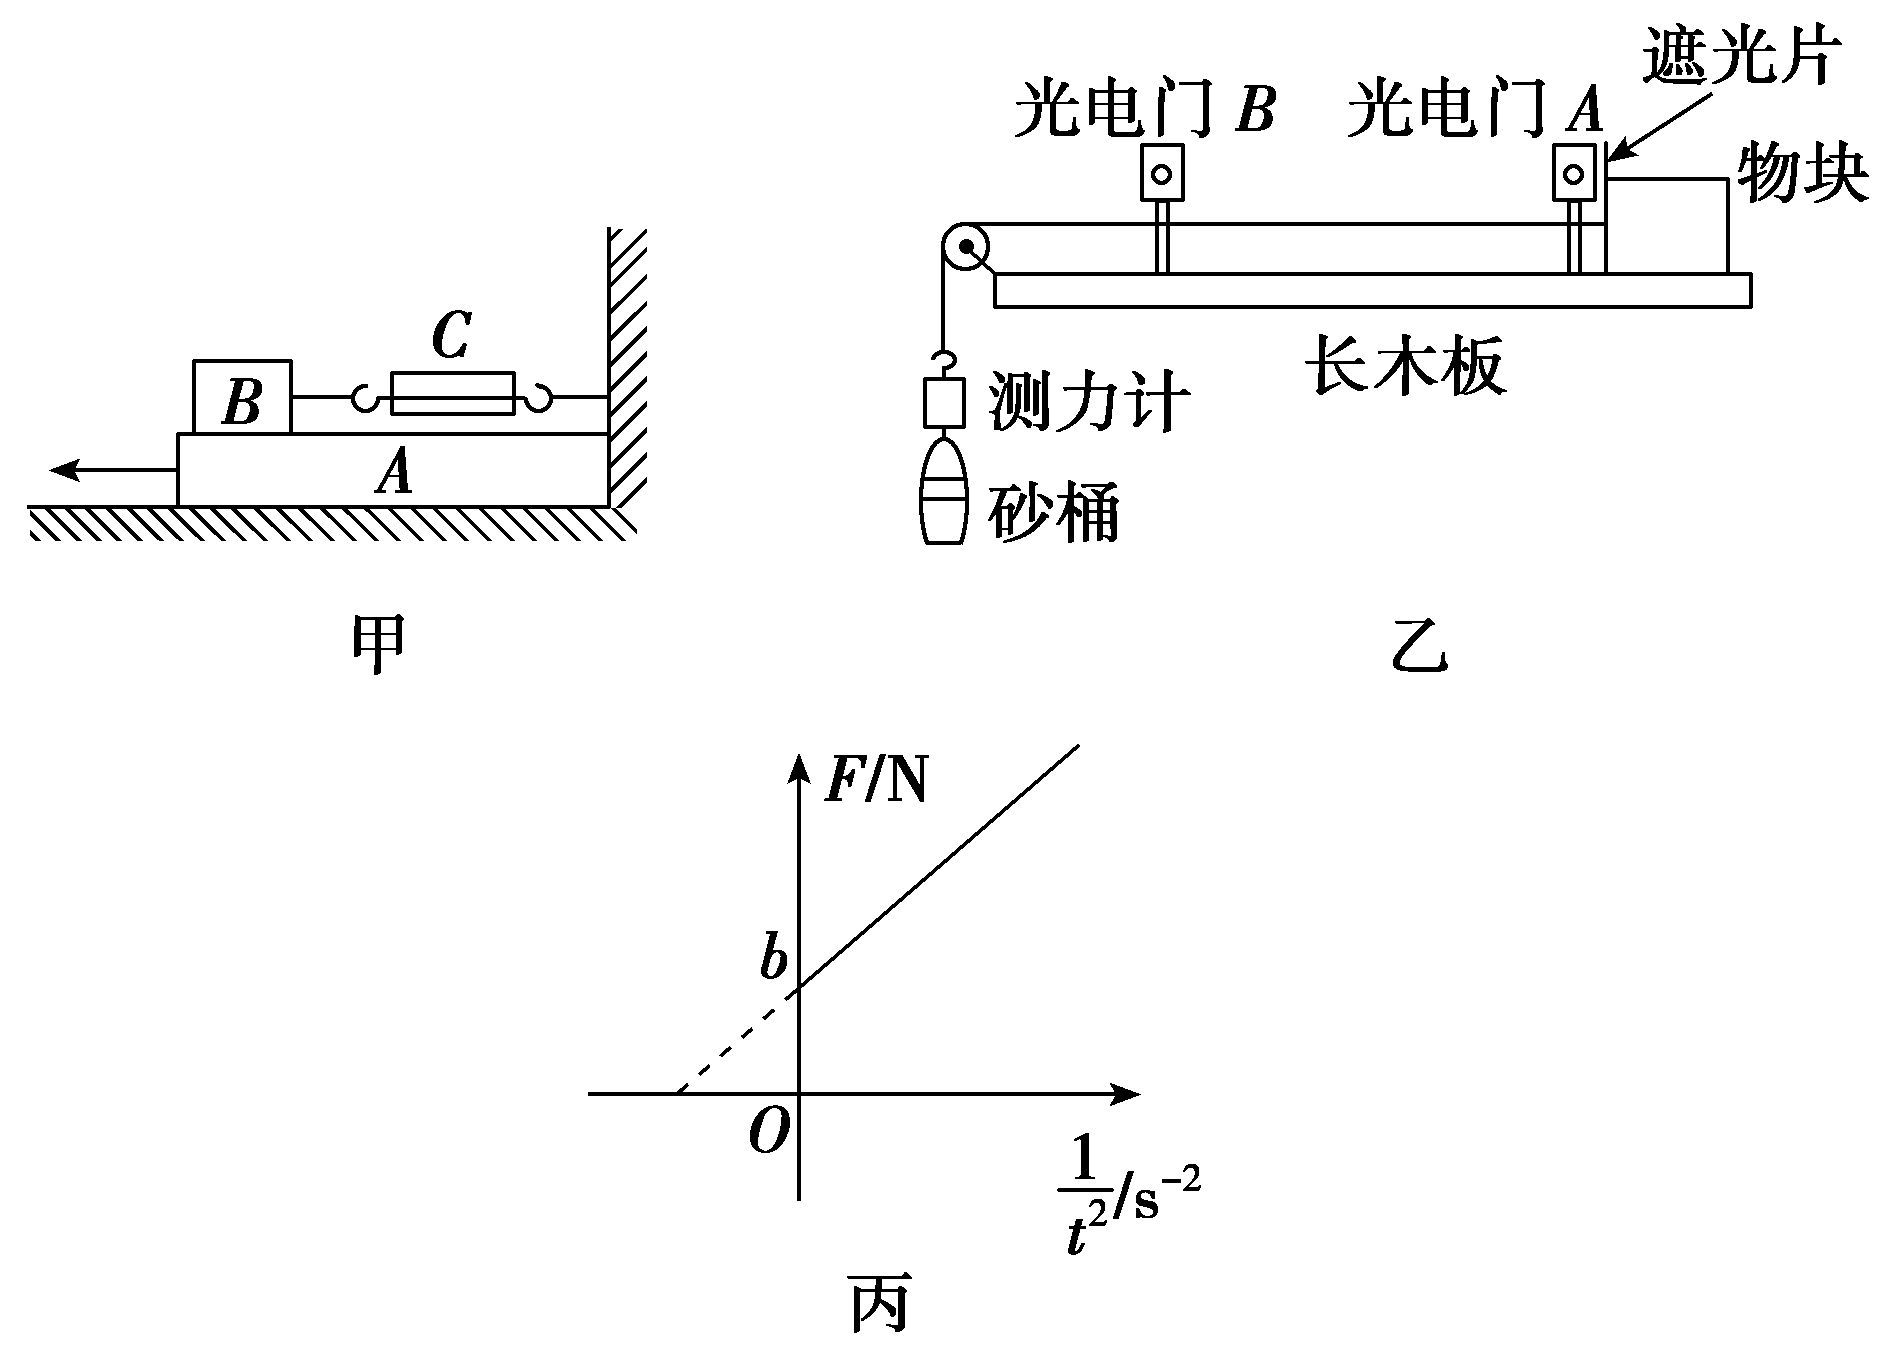 遮光片
光电门 B 光电门 A
物块
C
B
A
测力计
长木板
砂桶
甲 乙
F/N
b
O
1/t²/s⁻²
丙